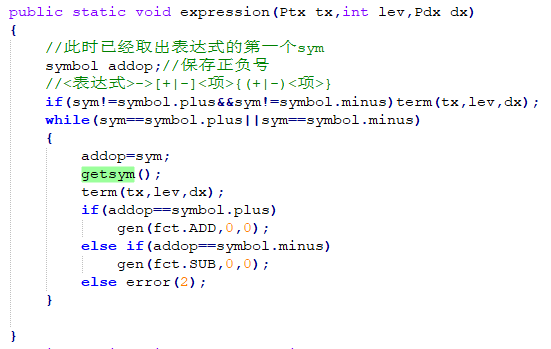 public static void expression(Ptx tx,int lev,Pdx dx)
{
//此时已经取出表达式的第一个sym
symbol addop;//保存正负号
//<表达式>->[+|-]<项>{(+|-)<项>}
if(sym!=symbol.plus&&sym!=symbol.minus)term(tx,lev,dx);
while(sym==symbol.plus||sym==symbol.minus)
{
addop=sym;
getsym();
term(tx,lev,dx);
if(addop==symbol.plus)
gen(fct.ADD,0,0);
else if(addop==symbol.minus)
gen(fct.SUB,0,0);
else error(2);
}
}